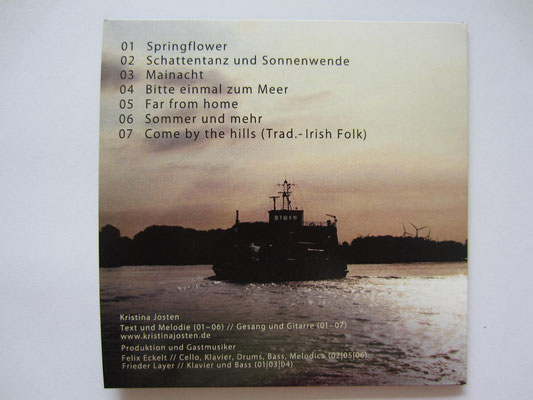 01 Springflower
02 Schattentanz und Sonnenwende
03 Mainacht
04 Bitte einmal zum Meer
05 Far from home
06 Sommer und mehr
07 Come by the hills (Trad.-Irish Folk)
Kristina Josten
Text und Melodie (01–06) // Gesang und Gitarre (01–07)
www.kristinajosten.de
Produktion und Gastmusiker
Felix Eckelt // Cello, Klavier, Drums, Bass, Melodica (02|05|06)
Frieder Layer // Klavier und Bass (01|03|04)